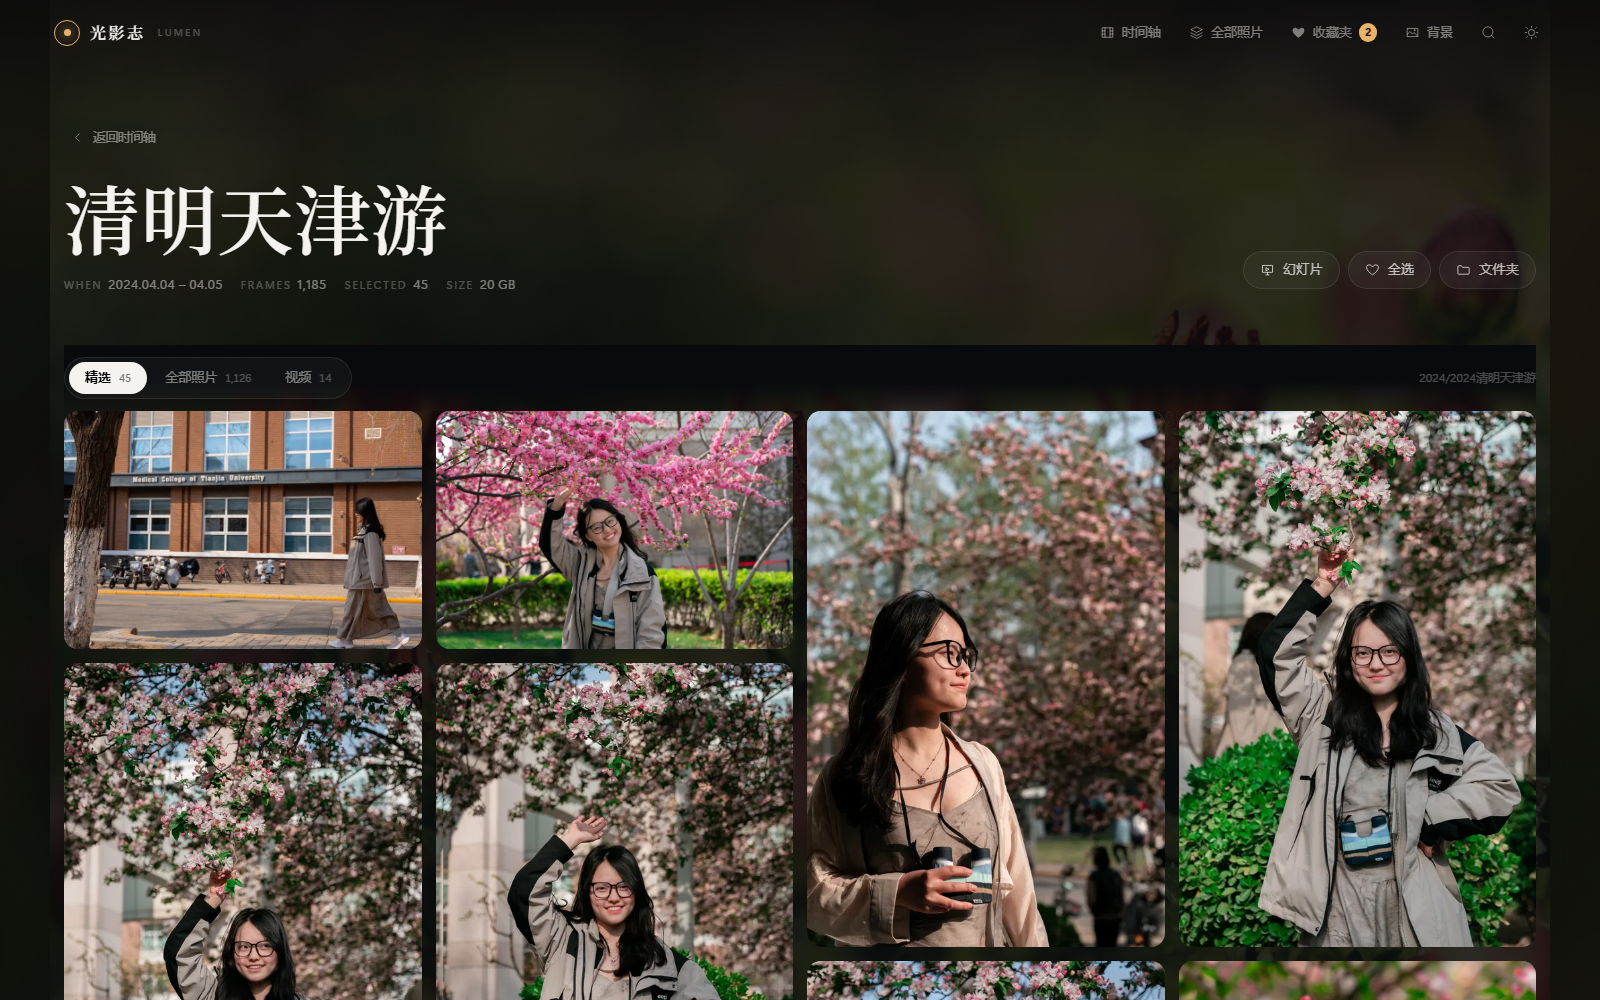 光影志 LUMEN
时间轴 全部照片 收藏夹 2 背景
返回时间轴
清明天津游
WHEN 2024.04.04 – 04.05 FRAMES 1,185 SELECTED 45 SIZE 20 GB
幻灯片 全选 文件夹
精选 45 全部照片 1,126 视频 14
2024/2024清明天津游
Medical College of Tianjin University